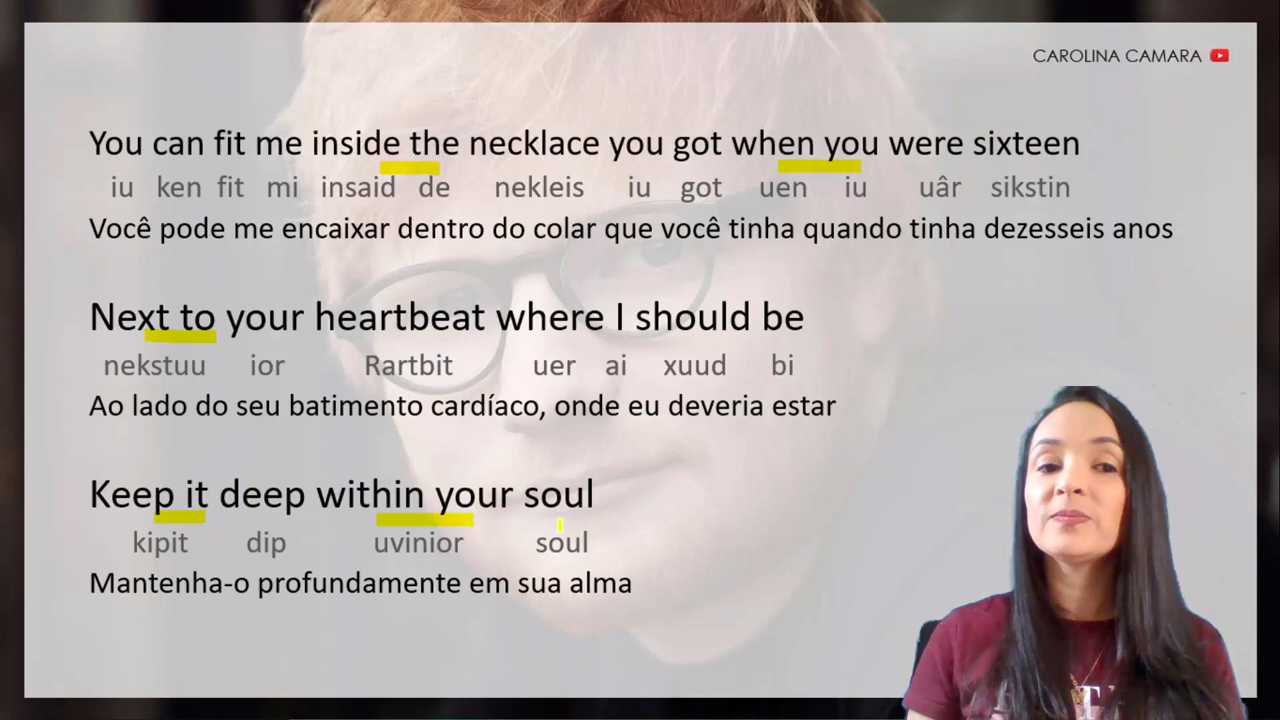 CAROLINA CAMARA
You can fit me inside the necklace you got when you were sixteen
iu ken fit mi insaid de nekleis iu got uen iu uâr sikstin
Você pode me encaixar dentro do colar que você tinha quando tinha dezesseis anos
Next to your heartbeat where I should be
nekstuu ior Rartbit uer ai xuud bi
Ao lado do seu batimento cardíaco, onde eu deveria estar
Keep it deep within your soul
kipit dip uvinior soul
Mantenha-o profundamente em sua alma